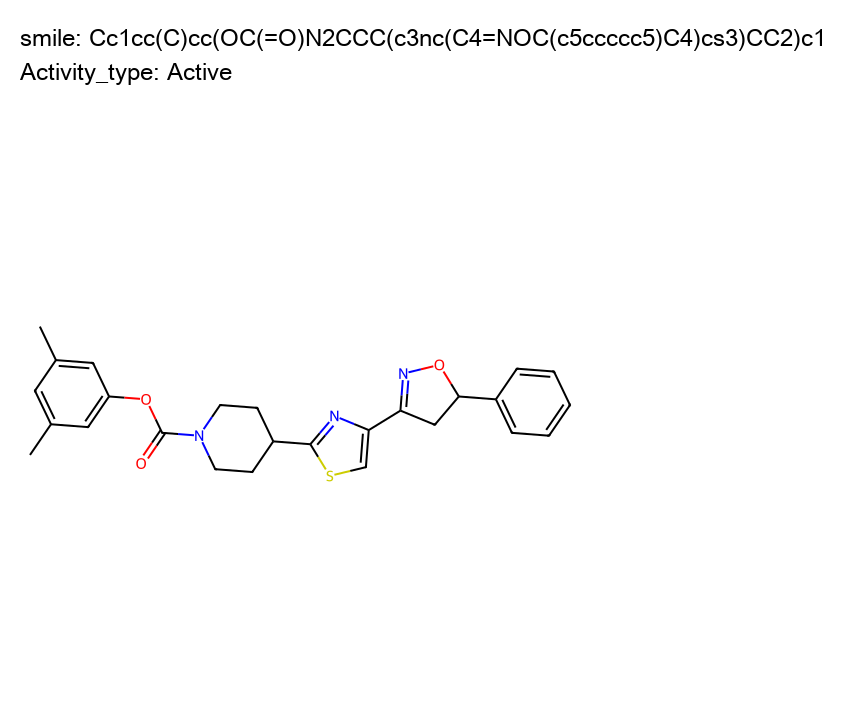 smile: Cc1cc(C)cc(OC(=O)N2CCC(c3nc(C4=NOC(c5ccccc5)C4)cs3)CC2)c1
Activity_type: Active
O
O
N
N
S
N
O